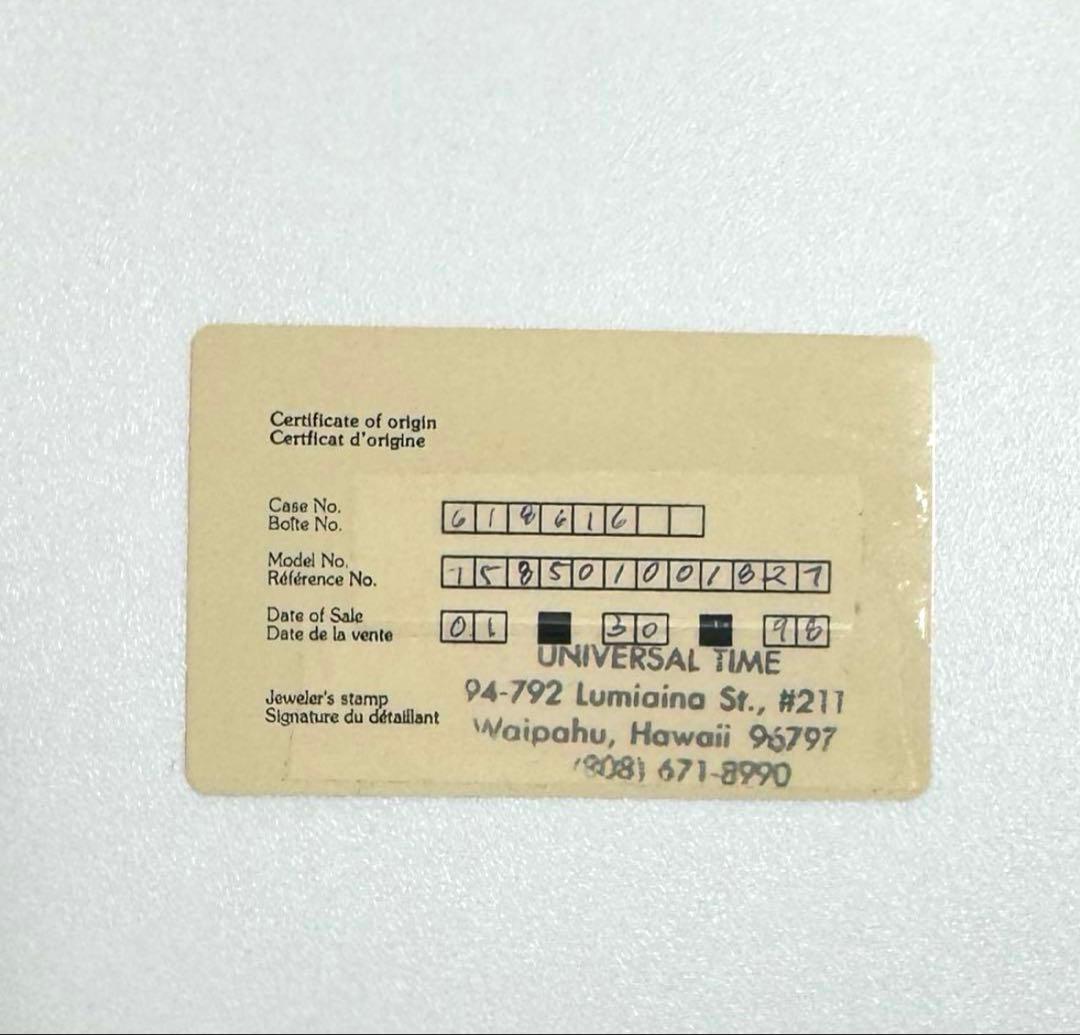 Certificate of origin
Certficat d'origine
Case No. 618616
Boîte No.
Model No. 158501001827
Référence No.
Date of Sale 01 30 98
Date de la vente
UNIVERSAL TIME
Jeweler's stamp 94-792 Lumiaina St., #211
Signature du détaillant Waipahu, Hawaii 96797
(808) 671-8990